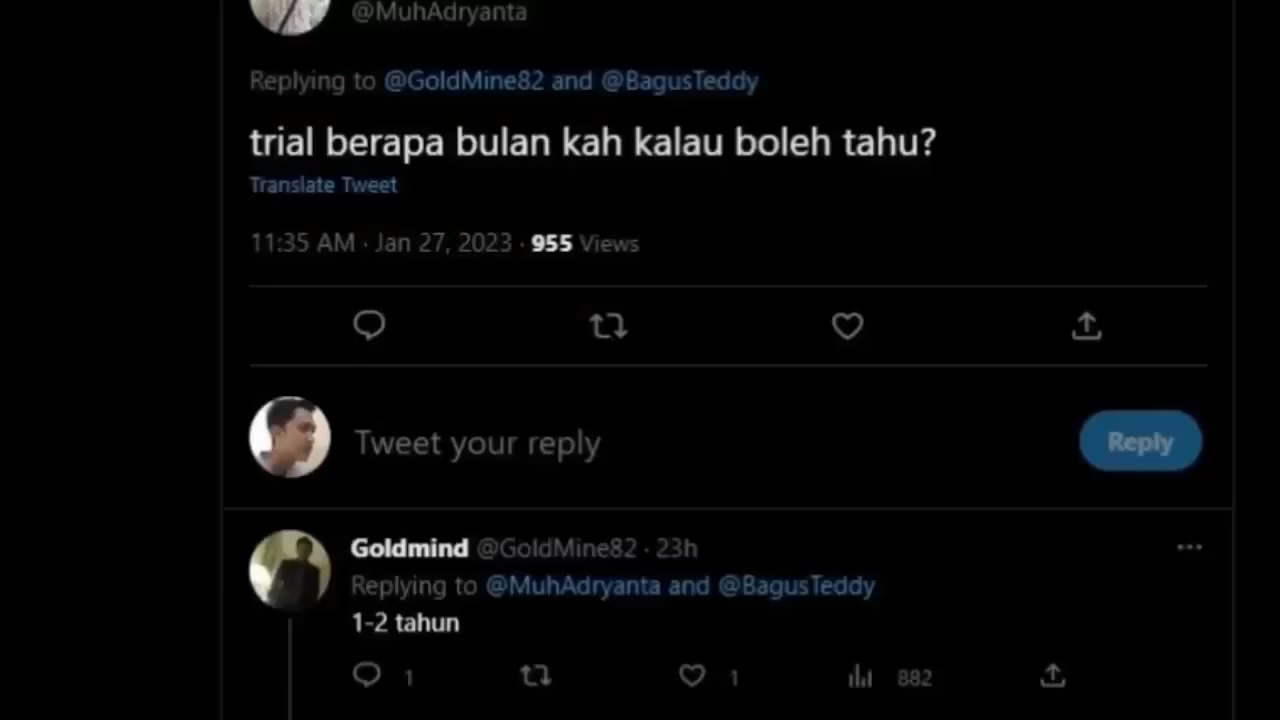 @MuhAdryanta
Replying to @GoldMine82 and @BagusTeddy
trial berapa bulan kah kalau boleh tahu?
Translate Tweet
11:35 AM · Jan 27, 2023 · 955 Views
Tweet your reply
Reply
Goldmind @GoldMine82 · 23h
Replying to @MuhAdryanta and @BagusTeddy
1-2 tahun
1 1 882